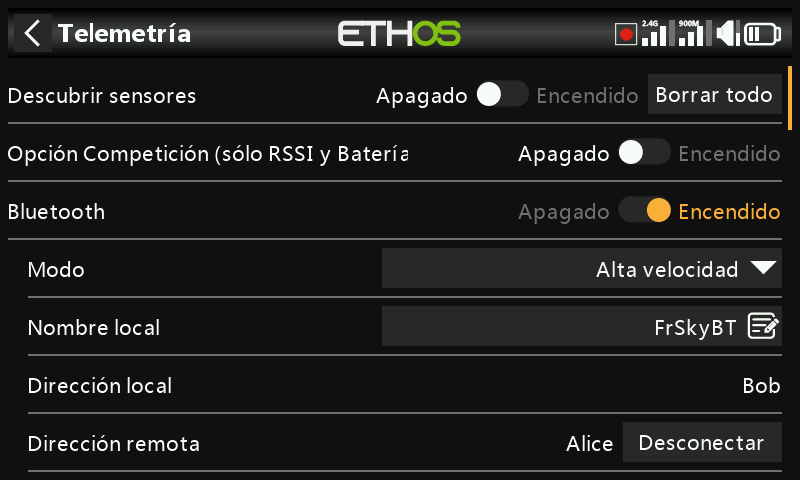 Telemetría
ETHOS
2.4G
900M
Descubrir sensores Apagado Encendido Borrar todo
Opción Competición (sólo RSSI y Batería Apagado Encendido
Bluetooth Apagado Encendido
Modo Alta velocidad
Nombre local FrSkyBT
Dirección local Bob
Dirección remota Alice Desconectar